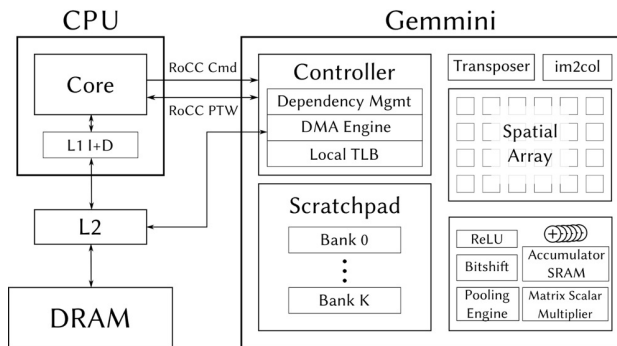 CPU
Core
L1 I+D
L2
DRAM
RoCC Cmd
RoCC PTW
Gemmini
Controller
Dependency Mgmt
DMA Engine
Local TLB
Scratchpad
Bank 0
Bank K
Transposer
im2col
Spatial
Array
ReLU
Bitshift
Accumulator
SRAM
Pooling
Engine
Matrix Scalar
Multiplier